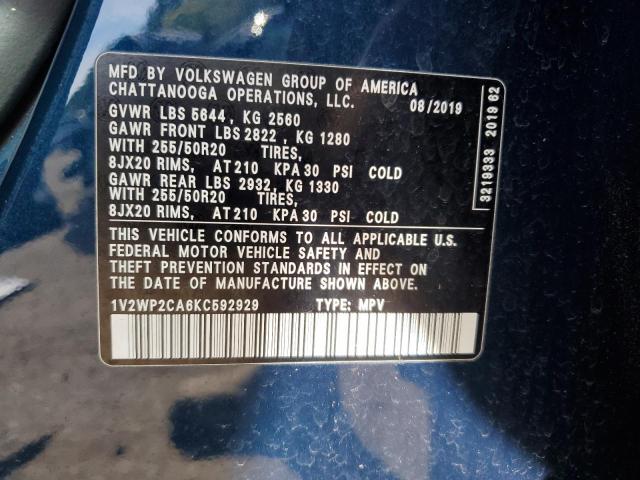 MFD BY VOLKSWAGEN GROUP OF AMERICA
CHATTANOOGA OPERATIONS, LLC. 08/2019
GVWR LBS 5644, KG 2560
GAWR FRONT LBS 2822, KG 1280
WITH 255/50R20 TIRES,
8JX20 RIMS, AT 210 KPA 30 PSI COLD
GAWR REAR LBS 2932, KG 1330
WITH 255/50R20 TIRES,
8JX20 RIMS, AT 210 KPA 30 PSI COLD
THIS VEHICLE CONFORMS TO ALL APPLICABLE U.S.
FEDERAL MOTOR VEHICLE SAFETY AND
THEFT PREVENTION STANDARDS IN EFFECT ON
THE DATE OF MANUFACTURE SHOWN ABOVE.
1V2WP2CA6KC592929 TYPE: MPV
3219333 2019 62